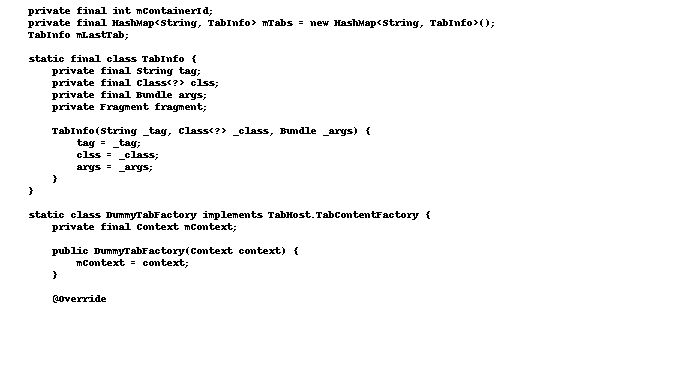 private final int mContainerId;
private final HashMap<String, TabInfo> mTabs = new HashMap<String, TabInfo>();
TabInfo mLastTab;
static final class TabInfo {
private final String tag;
private final Class<?> clss;
private final Bundle args;
private Fragment fragment;
TabInfo(String _tag, Class<?> _class, Bundle _args) {
tag = _tag;
clss = _class;
args = _args;
}
}
static class DummyTabFactory implements TabHost.TabContentFactory {
private final Context mContext;
public DummyTabFactory(Context context) {
mContext = context;
}
@Override